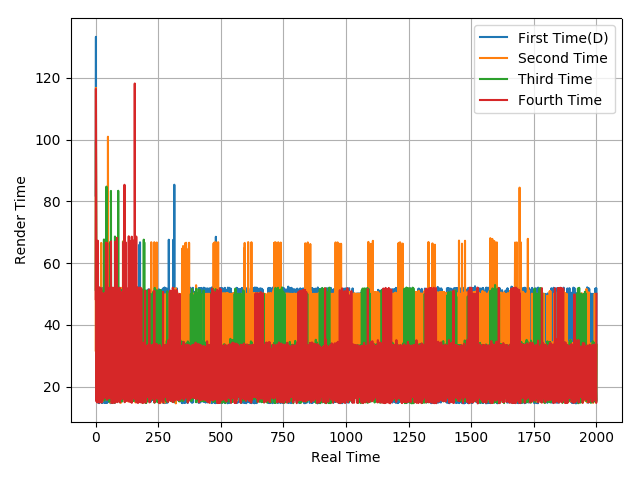 First Time(D)
Second Time
Third Time
Fourth Time
120
100
80
60
40
20
Render Time
0
250
500
750
1000
1250
1500
1750
2000
Real Time